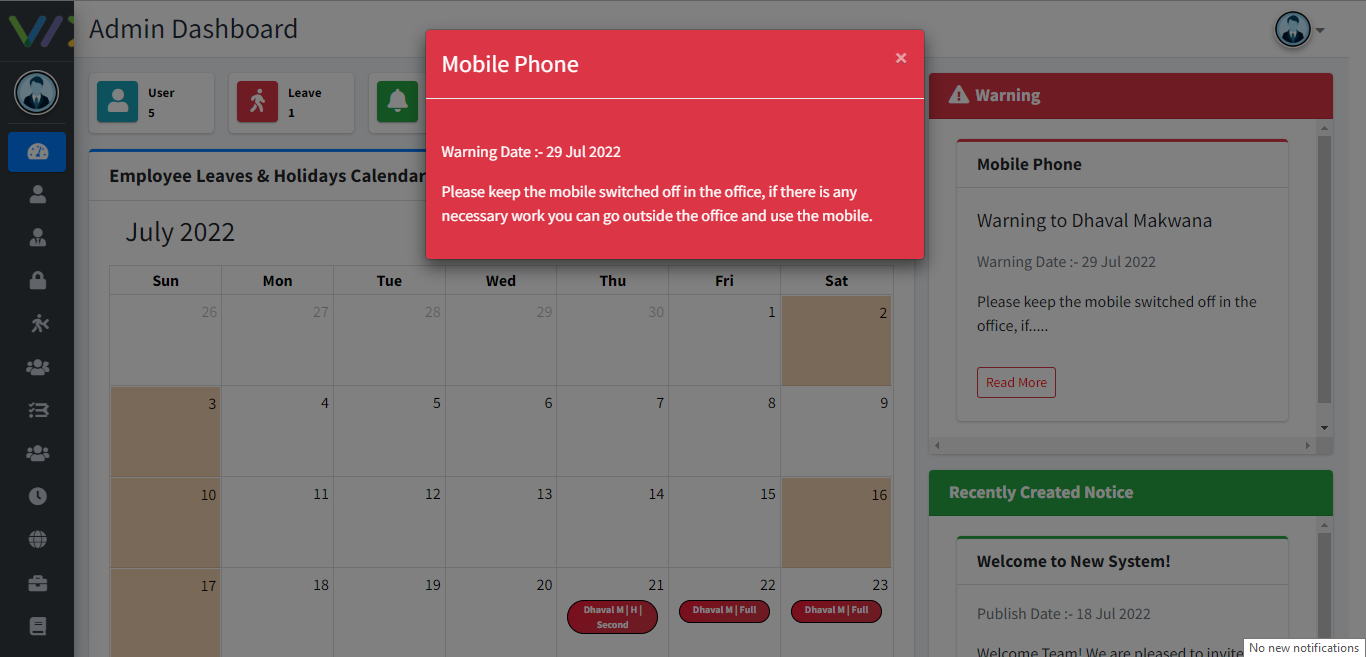 Admin Dashboard
Mobile Phone
×
Warning Date :- 29 Jul 2022
Please keep the mobile switched off in the office, if there is any
necessary work you can go outside the office and use the mobile.
User
5
Leave
1
Employee Leaves & Holidays Calendar
July 2022
Sun Mon Tue Wed Thu Fri Sat
26 27 28 29 30 1 2
3 4 5 6 7 8 9
10 11 12 13 14 15 16
17 18 19 20 21 22 23
Dhaval M | H | Dhaval M | Full Dhaval M | Full
Second
Warning
Mobile Phone
Warning to Dhaval Makwana
Warning Date :- 29 Jul 2022
Please keep the mobile switched off in the
office, if.....
Read More
Recently Created Notice
Welcome to New System!
Publish Date :- 18 Jul 2022
Welcome Team! We are pleased to invite
No new notifications